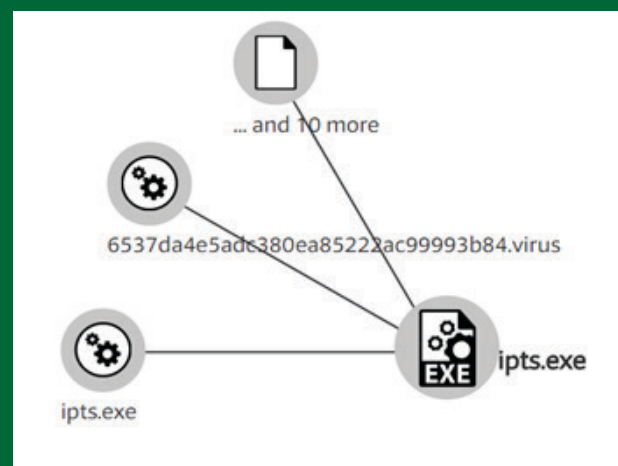 ... and 10 more
6537da4e5adc380ea85222ac99993b84.virus
EXE
ipts.exe
ipts.exe